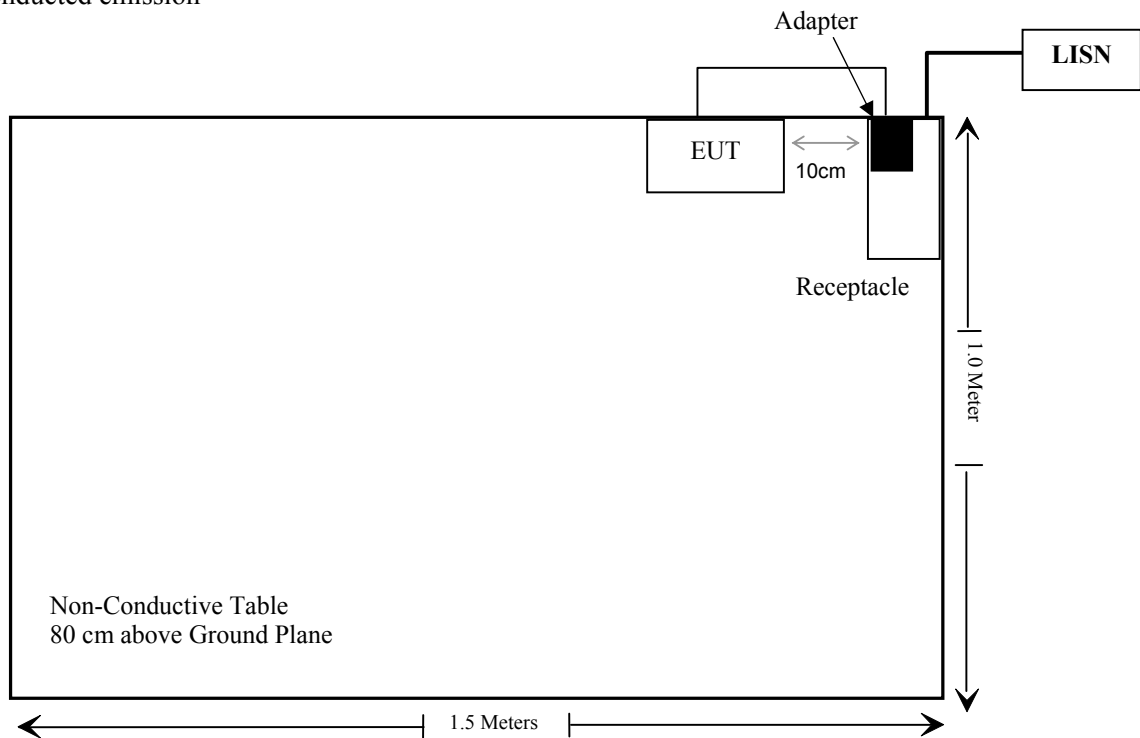 emission
Adapter
LISN
EUT
10cm
Receptacle
1.0 Meter
Non-Conductive Table
80 cm above Ground Plane
1.5 Meters